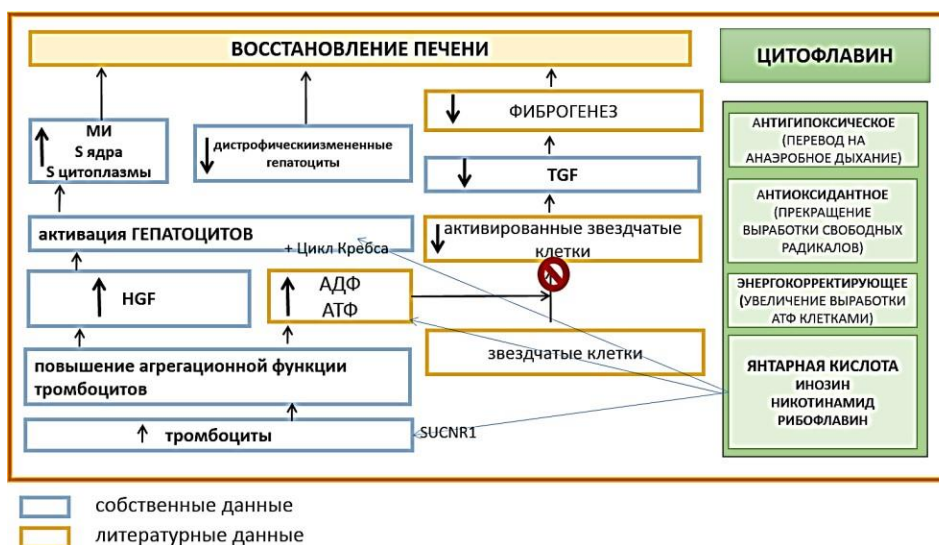 ВОССТАНОВЛЕНИЕ ПЕЧЕНИ
МИ
S ядра
S цитоплазмы
дистрофическиизмененные
гепатоциты
ФИБРОГЕНЕЗ
TGF
активация ГЕПАТОЦИТОВ
+ Цикл Кребса
активированные звездчатые
клетки
HGF
АДФ
АТФ
звездчатые клетки
повышение агрегационной функции
тромбоцитов
тромбоциты
SUCNR1
ЦИТОФЛАВИН
АНТИГИПОКСИЧЕСКОЕ
(ПЕРЕВОД НА
АНАЭРОБНОЕ ДЫХАНИЕ)
АНТИОКСИДАНТНОЕ
(ПРЕКРАЩЕНИЕ
ВЫРАБОТКИ СВОБОДНЫХ
РАДИКАЛОВ)
ЭНЕРГОКОРРЕКТИРУЮЩЕЕ
(УВЕЛИЧЕНИЕ ВЫРАБОТКИ
АТФ КЛЕТКАМИ)
ЯНТАРНАЯ КИСЛОТА
ИНОЗИН
НИКОТИНАМИД
РИБОФЛАВИН
собственные данные
литературные данные